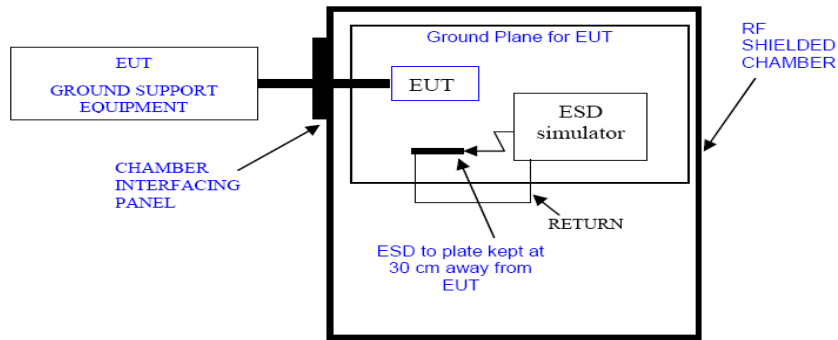 EUT
GROUND SUPPORT
EQUIPMENT
CHAMBER
INTERFACING
PANEL
Ground Plane for EUT
EUT
ESD
simulator
RETURN
ESD to plate kept at
30 cm away from
EUT
RF
SHIELDED
CHAMBER